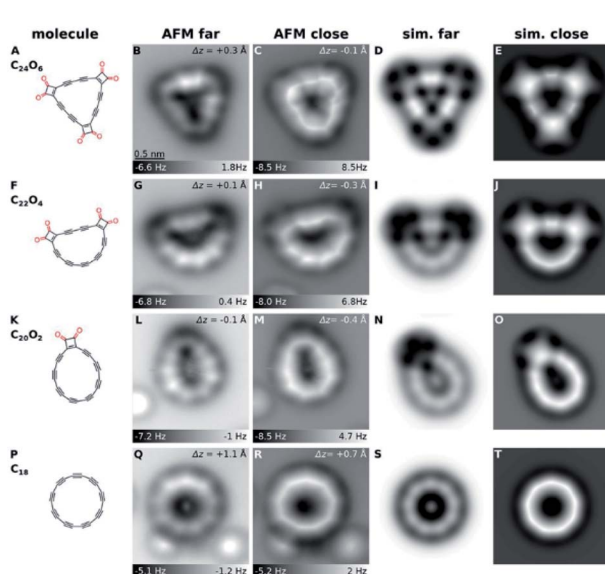 molecule AFM far AFM close sim. far sim. close
A B Δz = +0.3 Å C Δz = -0.1 Å D E
C24O6
0.5 nm
-6.6 Hz 1.8Hz -8.5 Hz 8.5Hz
F G Δz = +0.1 Å H Δz = -0.3 Å I J
C22O4
-6.8 Hz 0.4 Hz -8.0 Hz 6.8Hz
K L Δz = -0.1 Å M Δz = -0.4 Å N O
C20O2
-7.2 Hz -1 Hz -8.5 Hz 4.7 Hz
P Q Δz = +1.1 Å R Δz = +0.7 Å S T
C18
-5.1 Hz -1.2 Hz -5.2 Hz 2 Hz